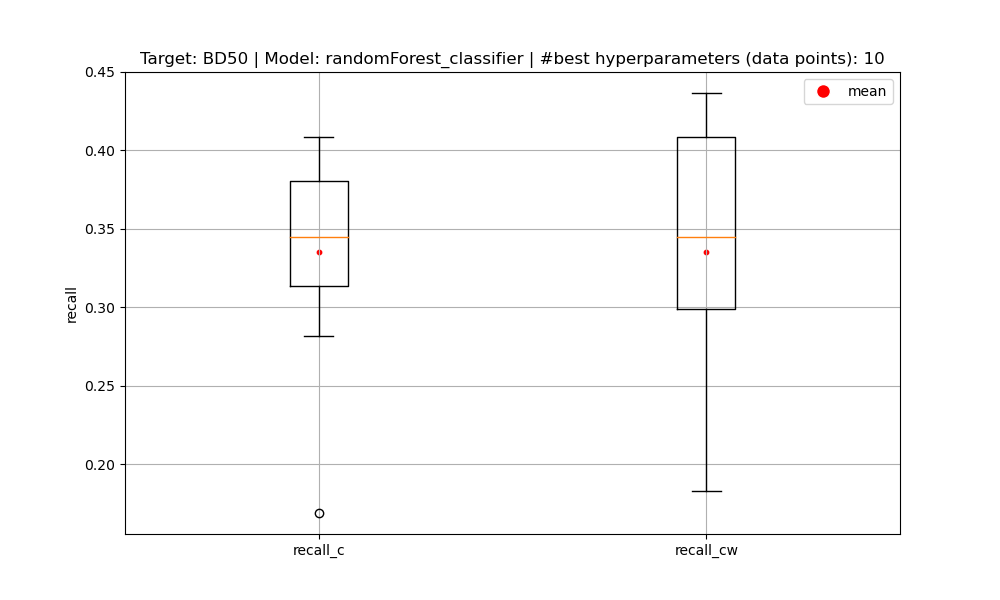 Target: BD50 | Model: randomForest_classifier | #best hyperparameters (data points): 10
mean
0.45
0.40
0.35
0.30
0.25
0.20
recall
recall_c
recall_cw